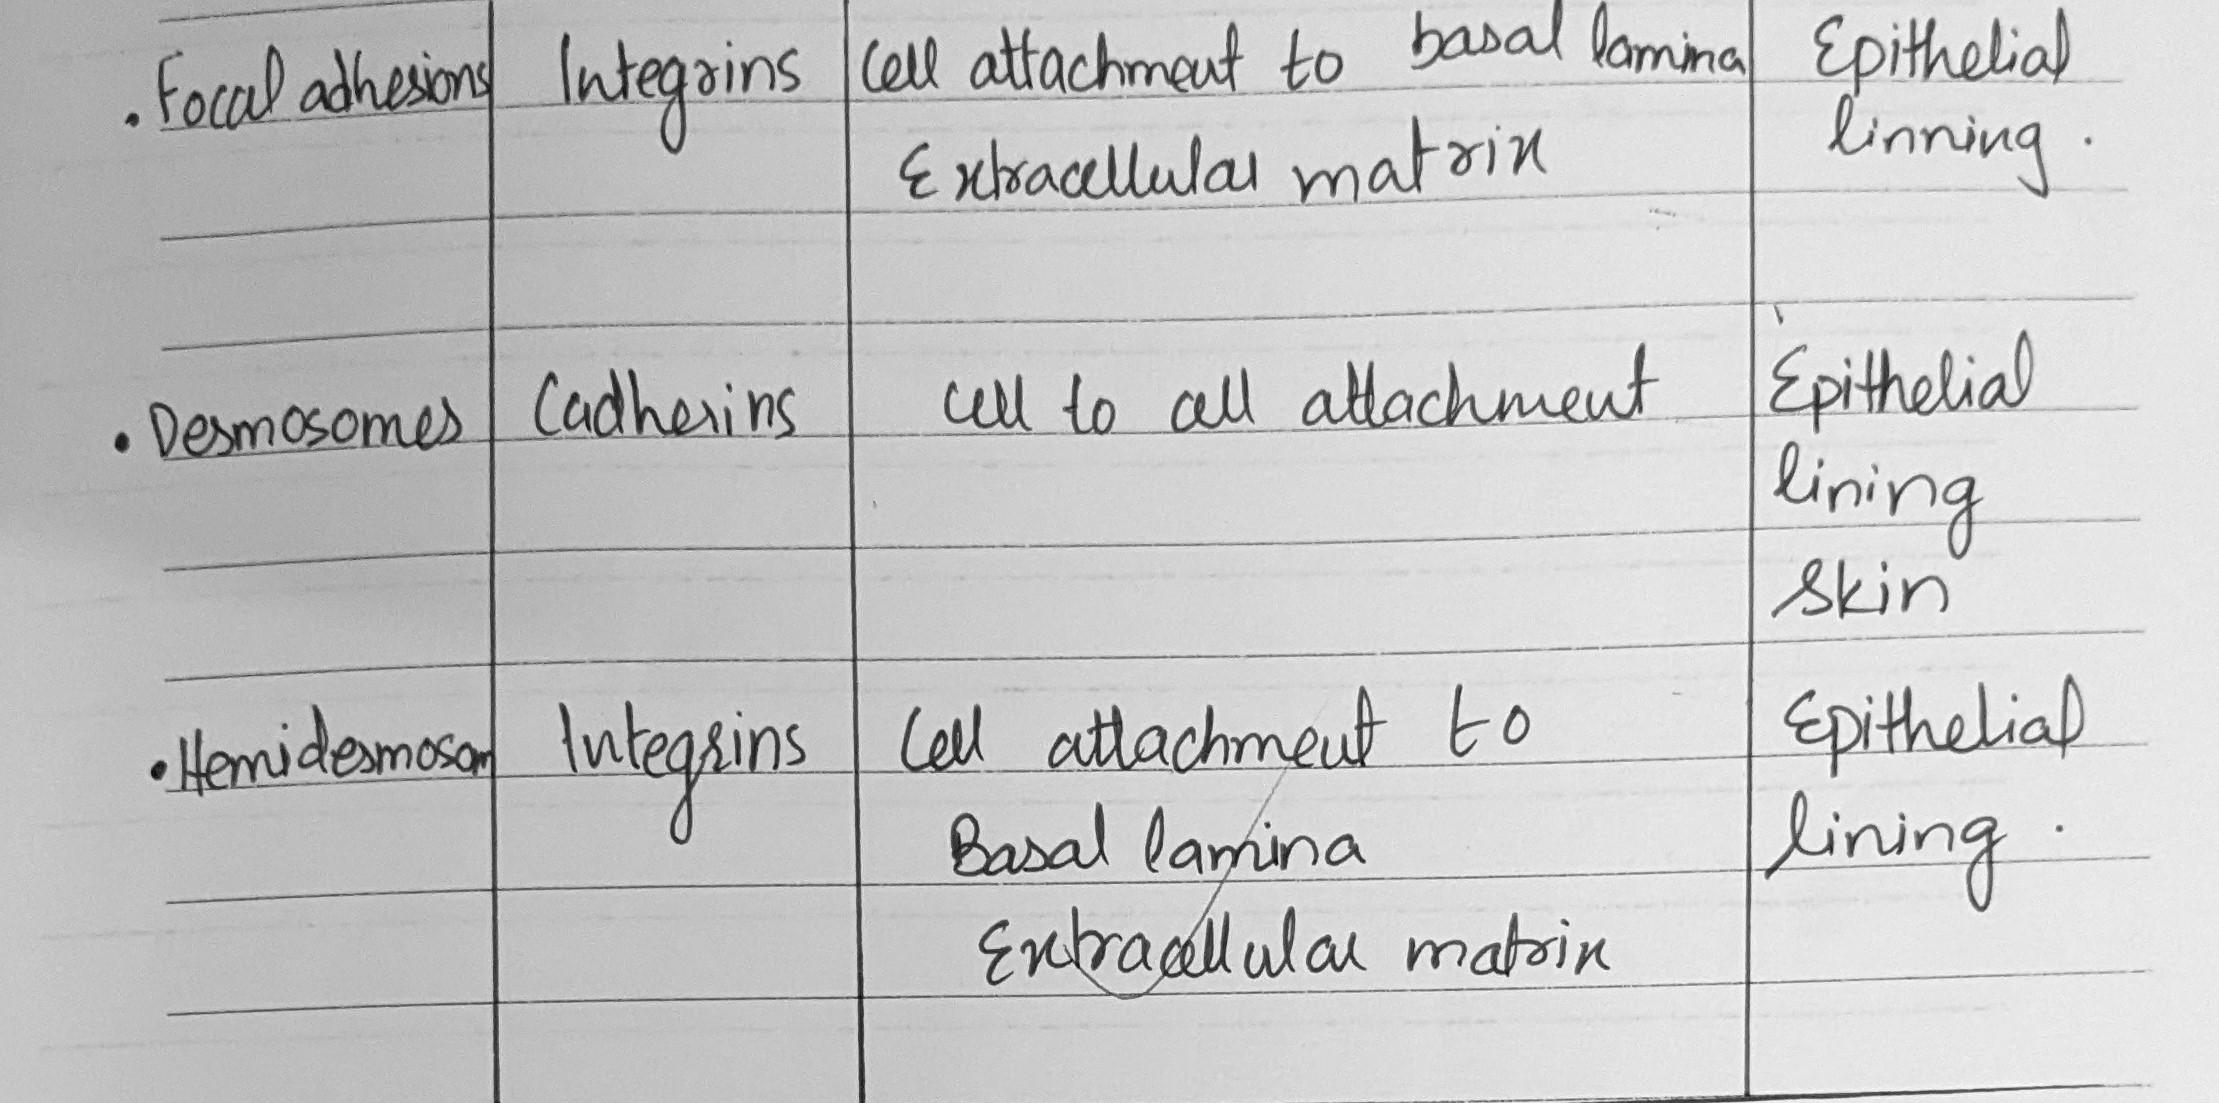 . Focal adhesions Integrins Cell attachment to basal lamina Epithelial
Extracellular matrix linning .
. Desmosomes Cadherins cell to cell attachment Epithelial
lining
skin
. Hemidesmosom Integrins Cell attachment to Epithelial
Basal lamina lining .
Extracellular matrix